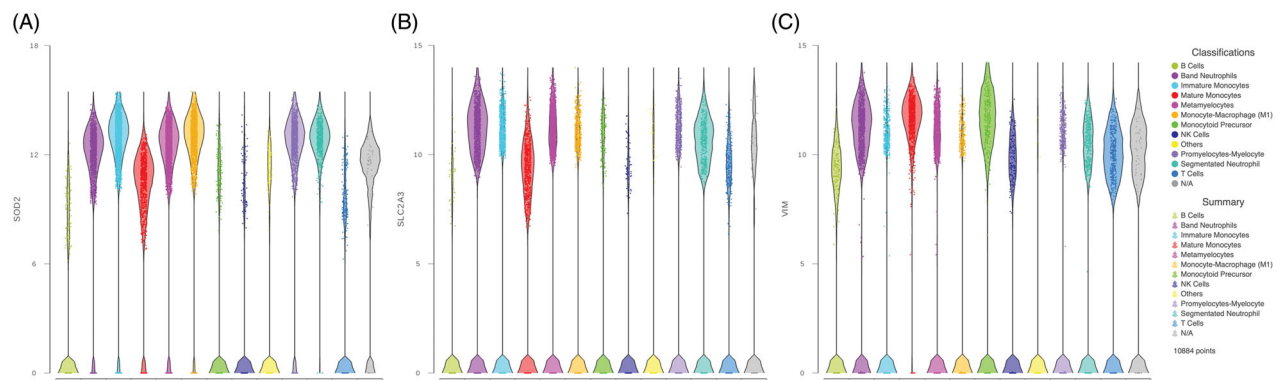 (A)
(B)
(C)
18
12
6
0
SOD2
15
10
5
0
SLC2A3
15
10
5
0
VIM
Classifications
B Cells
Band Neutrophils
Immature Monocytes
Mature Monocytes
Metamyelocytes
Monocyte-Macrophage (M1)
Monocytoid Precursor
NK Cells
Others
Promyelocytes-Myelocyte
Segmented Neutrophil
T Cells
N/A
Summary
B Cells
Band Neutrophils
Immature Monocytes
Mature Monocytes
Metamyelocytes
Monocyte-Macrophage (M1)
Monocytoid Precursor
NK Cells
Others
Promyelocytes-Myelocyte
Segmented Neutrophil
T Cells
N/A
10884 points